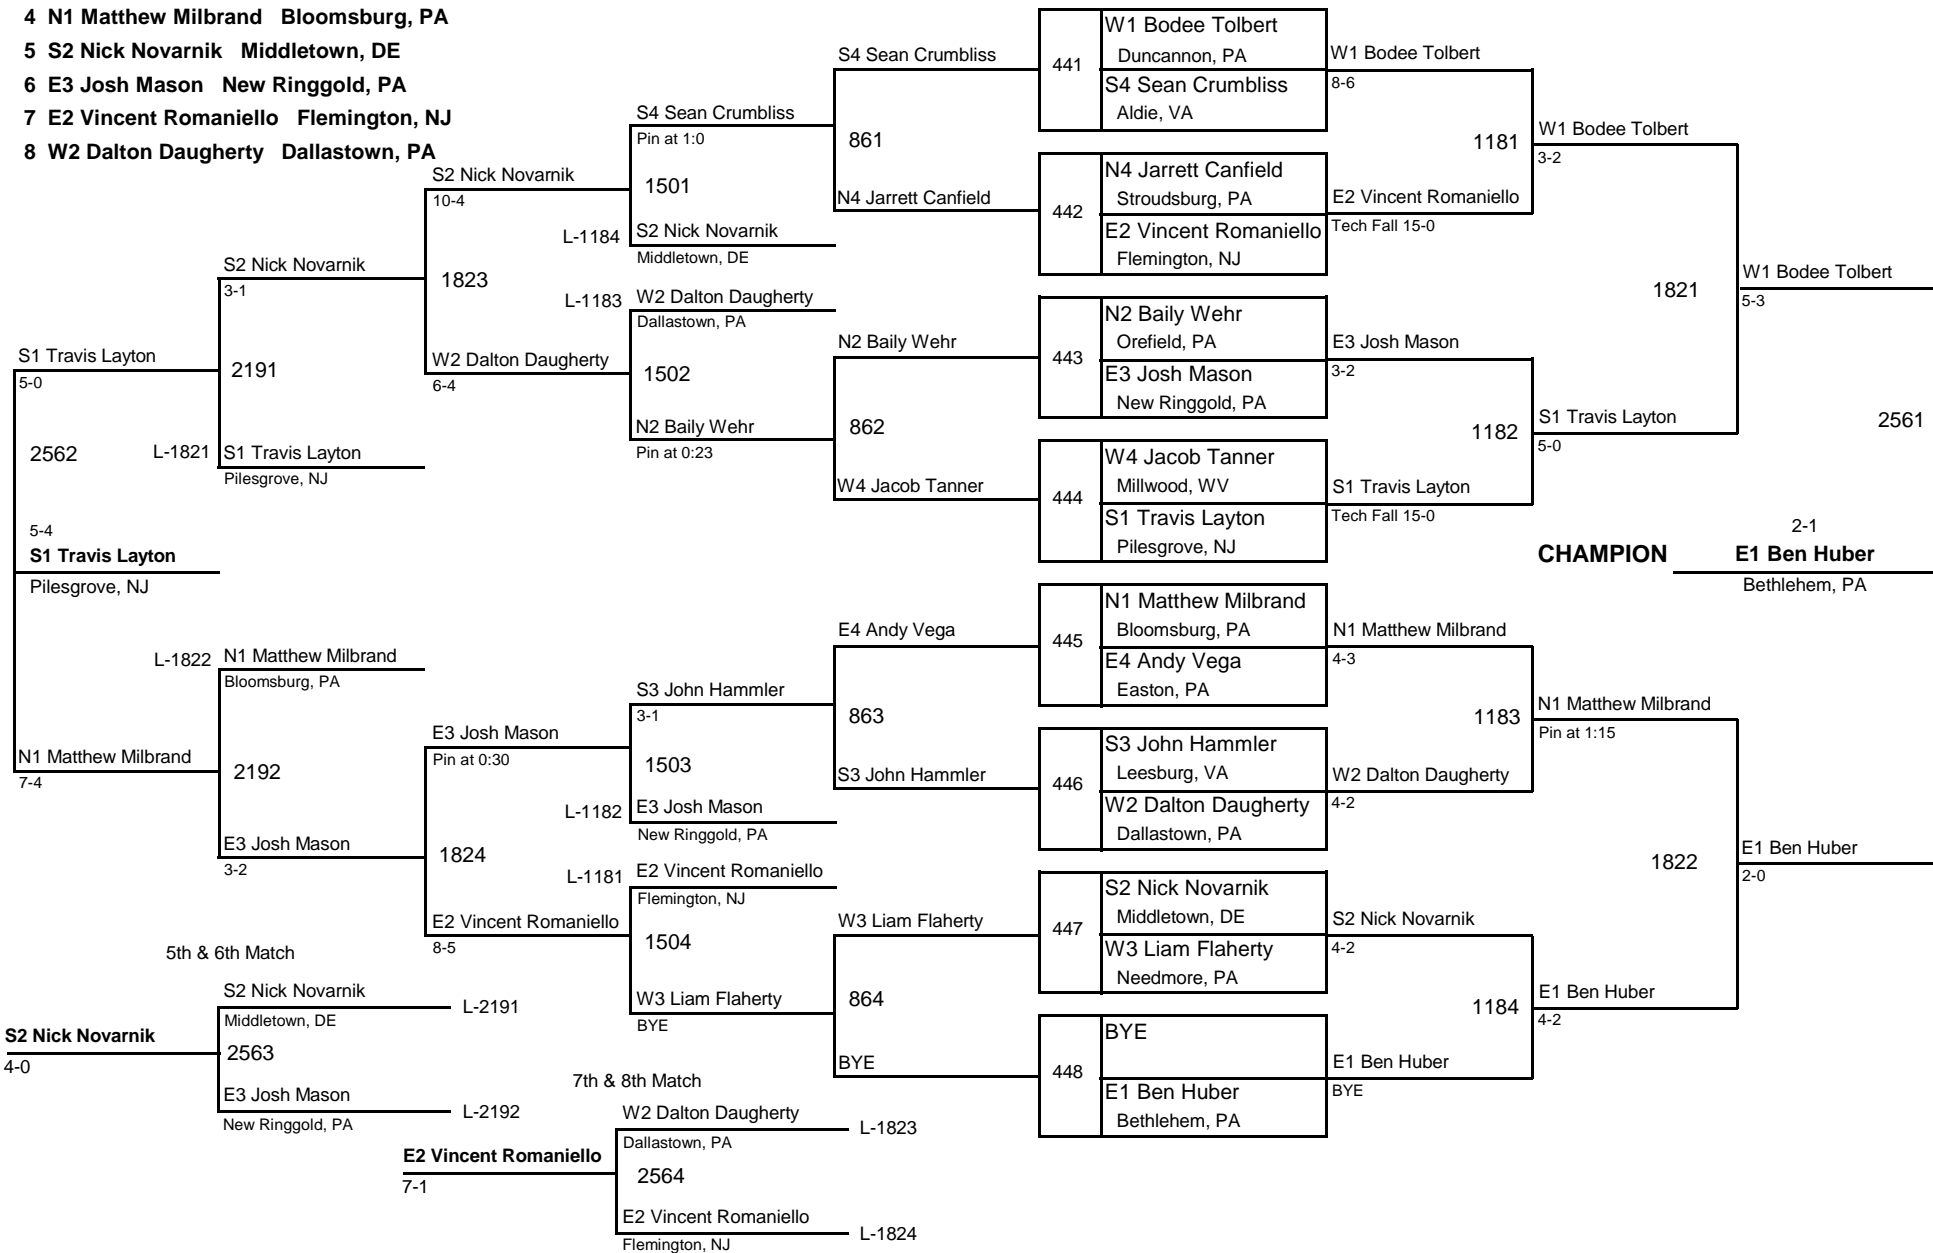 4 N1 Matthew Milbrand Bloomsburg, PA
5 S2 Nick Novarnik Middletown, DE
6 E3 Josh Mason New Ringgold, PA
7 E2 Vincent Romaniello Flemington, NJ
8 W2 Dalton Daugherty Dallastown, PA
S1 Travis Layton
5-0
2562
5-4
S1 Travis Layton
Pilesgrove, NJ
N1 Matthew Milbrand
7-4
S2 Nick Novarnik
3-1
2191
L-1821 S1 Travis Layton
Pilesgrove, NJ
L-1822 N1 Matthew Milbrand
Bloomsburg, PA
2192
E3 Josh Mason
3-2
S2 Nick Novarnik
10-4
1823
W2 Dalton Daugherty
6-4
E3 Josh Mason
Pin at 0:30
1824
E2 Vincent Romaniello
8-5
S4 Sean Crumbliss
Pin at 1:0
1501
L-1184 S2 Nick Novarnik
Middletown, DE
L-1183 W2 Dalton Daugherty
Dallastown, PA
1502
N2 Baily Wehr
Pin at 0:23
S3 John Hammler
3-1
1503
L-1182 E3 Josh Mason
New Ringgold, PA
L-1181 E2 Vincent Romaniello
Flemington, NJ
1504
W3 Liam Flaherty
BYE
S4 Sean Crumbliss
861
N4 Jarrett Canfield
N2 Baily Wehr
862
W4 Jacob Tanner
E4 Andy Vega
863
S3 John Hammler
W3 Liam Flaherty
864
BYE
441
W1 Bodee Tolbert
Duncannon, PA
S4 Sean Crumbliss
Aldie, VA
442
N4 Jarrett Canfield
Stroudsburg, PA
E2 Vincent Romaniello
Flemington, NJ
443
N2 Baily Wehr
Orefield, PA
E3 Josh Mason
New Ringgold, PA
444
W4 Jacob Tanner
Millwood, WV
S1 Travis Layton
Pilesgrove, NJ
445
N1 Matthew Milbrand
Bloomsburg, PA
E4 Andy Vega
Easton, PA
446
S3 John Hammler
Leesburg, VA
W2 Dalton Daugherty
Dallastown, PA
447
S2 Nick Novarnik
Middletown, DE
W3 Liam Flaherty
Needmore, PA
448
BYE
E1 Ben Huber
Bethlehem, PA
W1 Bodee Tolbert
8-6
1181
E2 Vincent Romaniello
Tech Fall 15-0
E3 Josh Mason
3-2
1182
S1 Travis Layton
Tech Fall 15-0
N1 Matthew Milbrand
4-3
1183
W2 Dalton Daugherty
4-2
S2 Nick Novarnik
4-2
1184
E1 Ben Huber
BYE
W1 Bodee Tolbert
3-2
1821
S1 Travis Layton
5-0
N1 Matthew Milbrand
Pin at 1:15
1822
E1 Ben Huber
4-2
W1 Bodee Tolbert
5-3
2561
E1 Ben Huber
2-0
2-1
CHAMPION E1 Ben Huber
Bethlehem, PA
5th & 6th Match
S2 Nick Novarnik L-2191
Middletown, DE
S2 Nick Novarnik
2563
4-0
E3 Josh Mason L-2192
New Ringgold, PA
7th & 8th Match
W2 Dalton Daugherty L-1823
Dallastown, PA
E2 Vincent Romaniello
2564
7-1
E2 Vincent Romaniello L-1824
Flemington, NJ